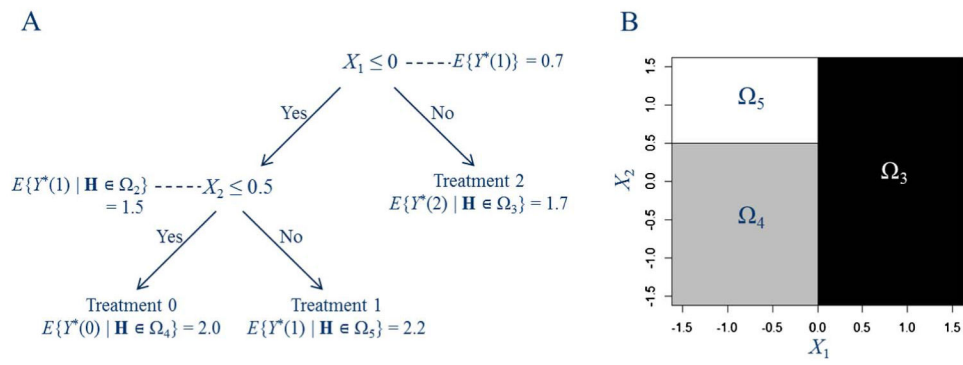 A
X₁ ≤ 0 -----E{Y*(1)} = 0.7
Yes
No
E{Y*(1) | H ∈ Ω₂} -----X₂ ≤ 0.5
= 1.5
Treatment 2
E{Y*(2) | H ∈ Ω₃} = 1.7
Yes
No
Treatment 0
E{Y*(0) | H ∈ Ω₄} = 2.0
Treatment 1
E{Y*(1) | H ∈ Ω₅} = 2.2
B
X₂
1.5
1.0
0.5
0.0
-0.5
-1.0
-1.5
Ω₅
Ω₃
Ω₄
-1.5 -1.0 -0.5 0.0 0.5 1.0 1.5
X₁